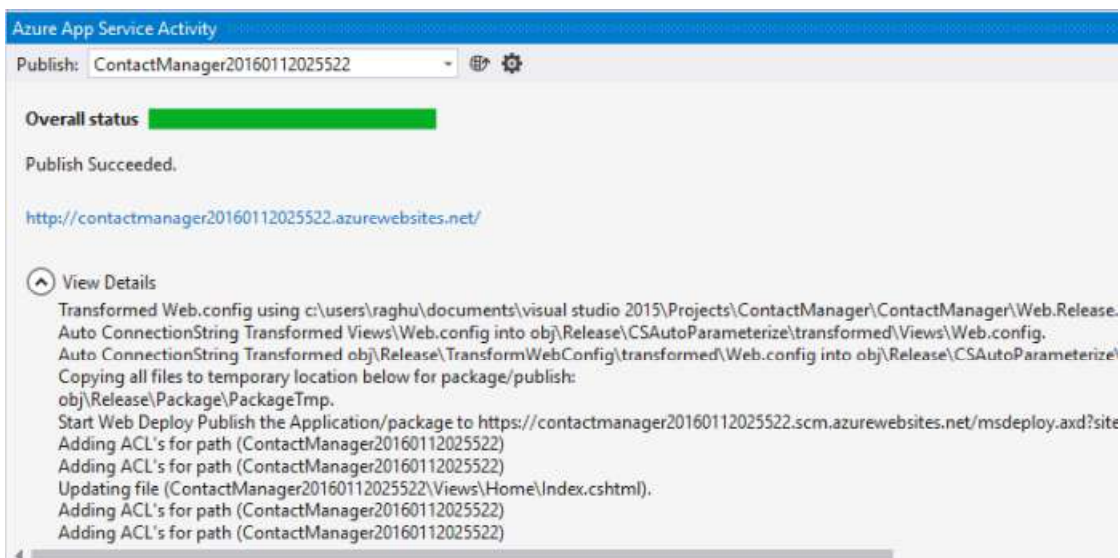 Azure App Service Activity
Publish: ContactManager20160112025522
Overall status
Publish Succeeded.
http://contactmanager20160112025522.azurewebsites.net/
View Details
Transformed Web.config using c:\users\raghu\documents\visual studio 2015\Projects\ContactManager\ContactManager\Web.Release.
Auto ConnectionString Transformed Views\Web.config into obj\Release\CSAutoParameterize\transformed\Views\Web.config.
Auto ConnectionString Transformed obj\Release\TransformWebConfig\transformed\Web.config into obj\Release\CSAutoParameterize\
Copying all files to temporary location below for package/publish:
obj\Release\Package\PackageTmp.
Start Web Deploy Publish the Application/package to https://contactmanager20160112025522.scm.azurewebsites.net/msdeploy.axd?site
Adding ACL's for path (ContactManager20160112025522)
Adding ACL's for path (ContactManager20160112025522)
Updating file (ContactManager20160112025522\Views\Home\Index.cshtml).
Adding ACL's for path (ContactManager20160112025522)
Adding ACL's for path (ContactManager20160112025522)